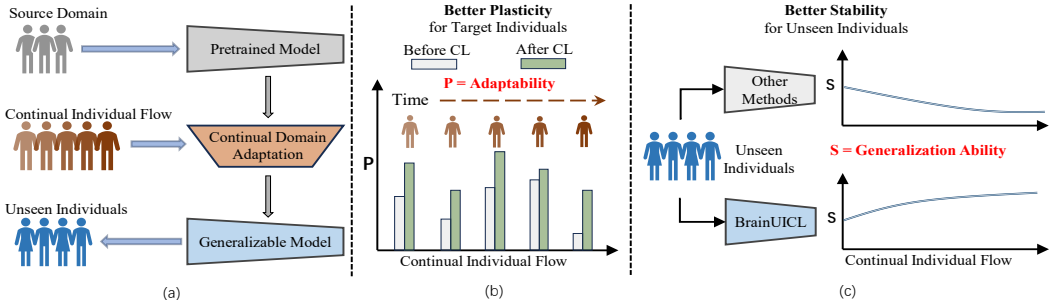 Source Domain
Pretrained Model
Continual Individual Flow
Continual Domain
Adaptation
Unseen Individuals
Generalizable Model
(a)
Better Plasticity
for Target Individuals
Before CL
After CL
P = Adaptability
Time
P
Continual Individual Flow
(b)
Better Stability
for Unseen Individuals
Other
Methods
S
Unseen
Individuals
S = Generalization Ability
BrainUICL
S
Continual Individual Flow
(c)